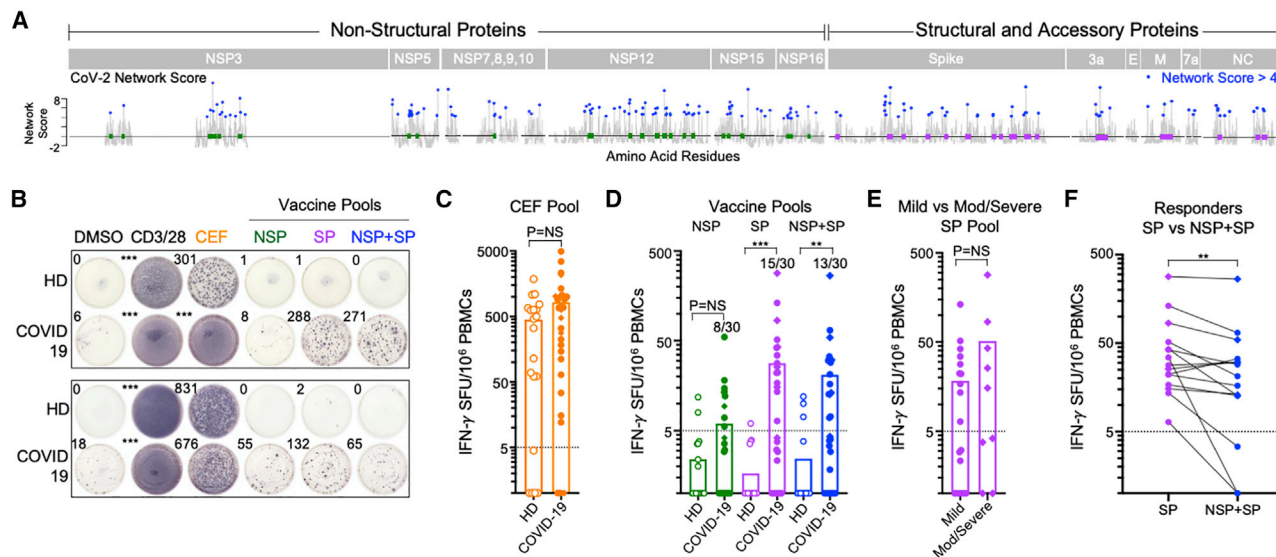 A
Non-Structural Proteins
Structural and Accessory Proteins
NSP3
NSP5
NSP7,8,9,10
NSP12
NSP15
NSP16
Spike
3a
E
M
7a
NC
CoV-2 Network Score
Network Score > 4
Network Score
8
-2
Amino Acid Residues
B
Vaccine Pools
DMSO CD3/28 CEF NSP SP NSP+SP
HD
0 *** 301 1 1 0
COVID 19
6 *** *** 8 288 271
HD
0 *** 831 0 2 0
COVID 19
18 *** 676 55 132 65
C
CEF Pool
P=NS
IFN-γ SFU/10⁶ PBMCs
5000
500
50
5
HD
COVID-19
D
Vaccine Pools
NSP SP NSP+SP
*** **
15/30 13/30
P=NS
8/30
IFN-γ SFU/10⁶ PBMCs
500
50
5
HD
COVID-19
HD
COVID-19
HD
COVID-19
E
Mild vs Mod/Severe
SP Pool
P=NS
IFN-γ SFU/10⁶ PBMCs
500
50
5
Mild
Mod/Severe
F
Responders
SP vs NSP+SP
**
IFN-γ SFU/10⁶ PBMCs
500
50
5
SP
NSP+SP